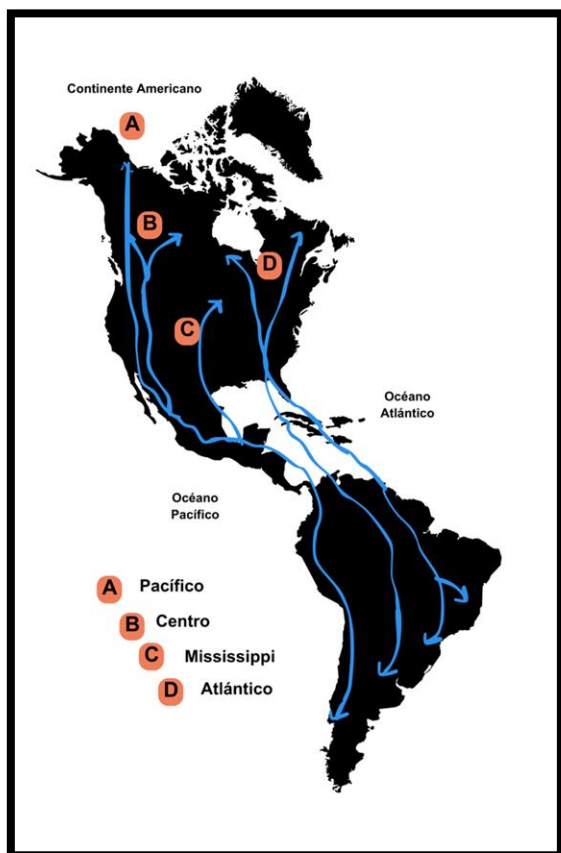 Continente Americano
A
B
D
C
Océano
Atlántico
Océano
Pacífico
A Pacífico
B Centro
C Mississippi
D Atlántico